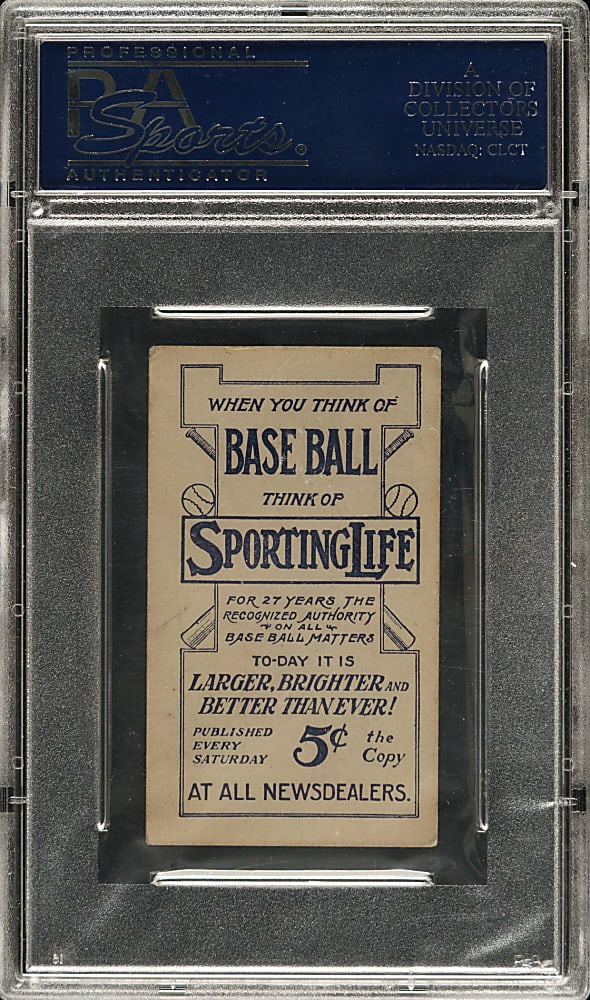 PROFESSIONAL
PSA
Sports®
AUTHENTICATOR
A
DIVISION OF
COLLECTORS
UNIVERSE
NASDAQ: CLCT
WHEN YOU THINK OF
BASE BALL
THINK OF
SPORTING LIFE
FOR 27 YEARS THE
RECOGNIZED AUTHORITY
ON ALL
BASE BALL MATTERS
TO-DAY IT IS
LARGER, BRIGHTER AND
BETTER THAN EVER!
PUBLISHED
EVERY
SATURDAY
5¢
the
Copy
AT ALL NEWSDEALERS.
81